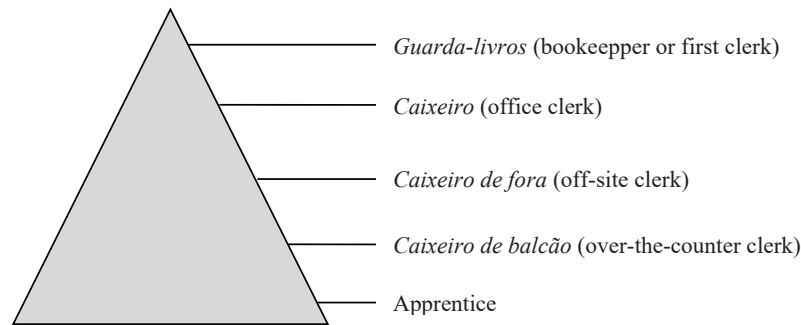 Guarda-livros (bookeepper or first clerk)
Caixeiro (office clerk)
Caixeiro de fora (off-site clerk)
Caixeiro de balcão (over-the-counter clerk)
Apprentice